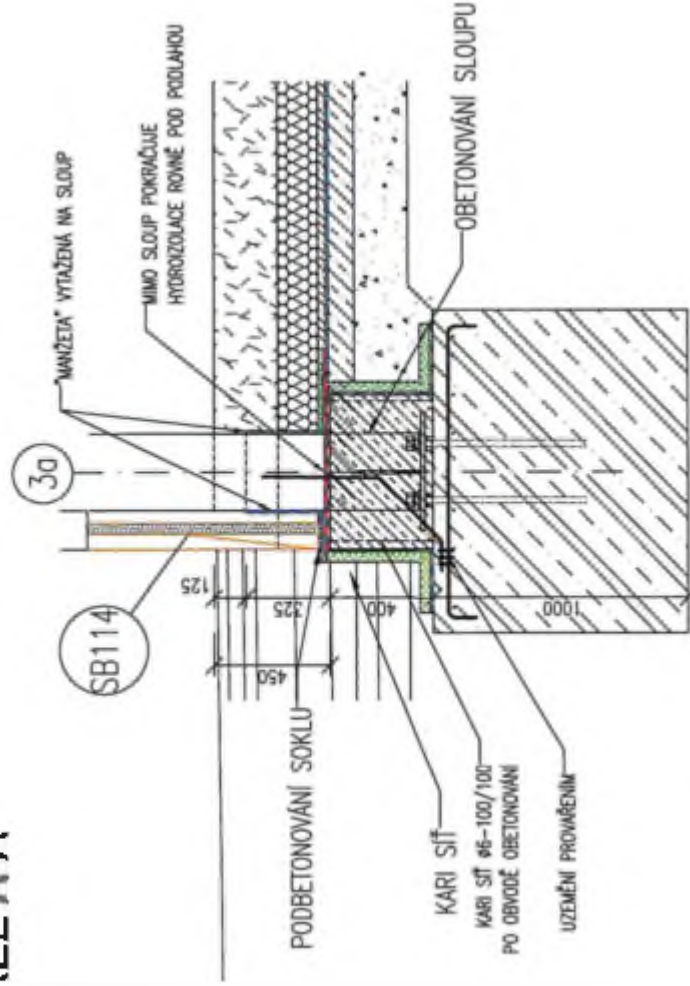 "MANŽETA" VYTAŽENÁ NA SLOUP
MIMO SLOUP POKRAČUJE
HYDROIZOLACE ROVNĚ POD PODLAHOU
OBETONOVÁNÍ SLOUPU
3a
SB114
125
325
450
400
1000
PODBETONOVÁNÍ SOKLU
KARI SÍŤ
KARI SÍŤ ø6-100/100
PO OBVODĚ OBETONOVÁNÍ
UZEMĚNÍ PROVAŘENÍM